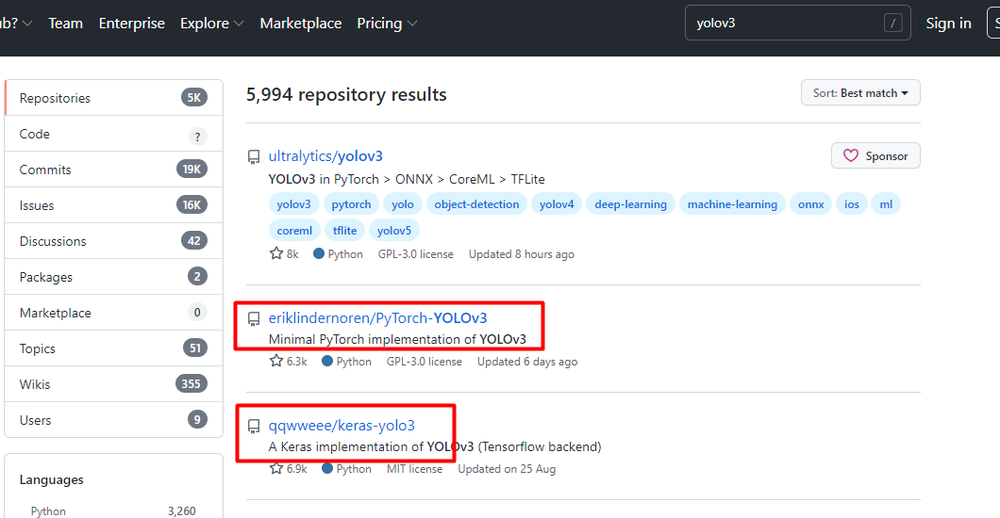 ub? Team Enterprise Explore Marketplace Pricing yolov3 / Sign in S
Repositories 5K
Code ?
Commits 19K
Issues 16K
Discussions 42
Packages 2
Marketplace 0
Topics 51
Wikis 355
Users 9
Languages
Python 3,260
5,994 repository results
Sort: Best match
ultralytics/yolov3
Sponsor
YOLOv3 in PyTorch > ONNX > CoreML > TFLite
yolov3 pytorch yolo object-detection yolov4 deep-learning machine-learning onnx ios ml
coreml tflite yolov5
8k Python GPL-3.0 license Updated 8 hours ago
eriklindernoren/PyTorch-YOLOv3
Minimal PyTorch implementation of YOLOv3
6.3k Python GPL-3.0 license Updated 6 days ago
qqwweee/keras-yolo3
A Keras implementation of YOLOv3 (Tensorflow backend)
6.9k Python MIT license Updated on 25 Aug